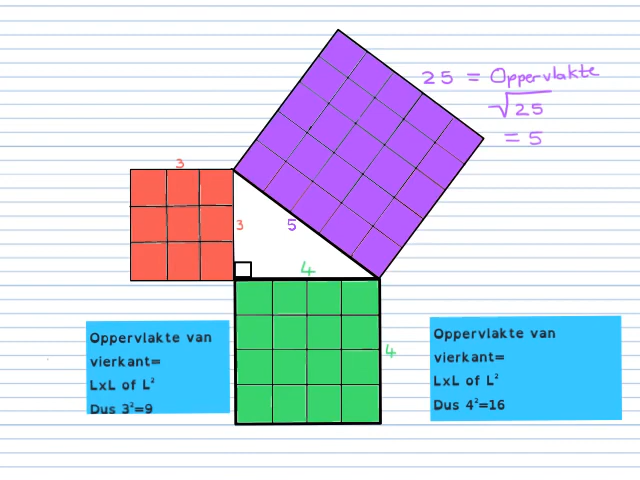 25 = Oppervlakte
√25
= 5
3
3
5
4
4
Oppervlakte van
vierkant=
LxL of L²
Dus 3²=9
Oppervlakte van
vierkant=
LxL of L²
Dus 4²=16